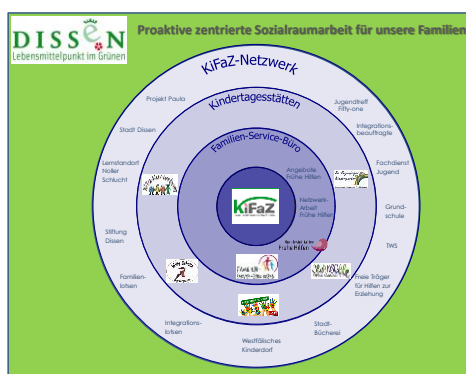 DISSEN
Lebensmittelpunkt im Grünen
Proaktive zentrierte Sozialraumarbeit für unsere Familien
KiFaZ-Netzwerk
Kindertagesstätten
Familien-Service-Büro
KiFaZ
Projekt Paula
Stadt Dissen
Lernstandort
Noller
Schlucht
Stiftung
Dissen
Familien-
lotsen
Integrations-
lotsen
Westfälisches
Kinderdorf
Stadt-
Bücherei
Freie Träger
für Hilfen zur
Erziehung
TWS
Grund-
schule
Fachdienst
Jugend
Integrations-
beauftragte
Jugendtreff
Fifty-one
Angebote
Frühe Hilfen
Netzwerk-
Arbeit
Frühe Hilfen
Frühe Hilfen